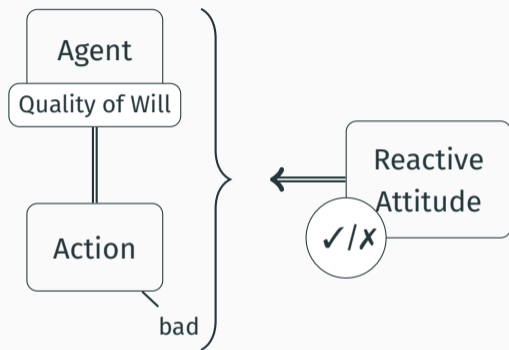 Agent
Quality of Will
Action
bad
Reactive
Attitude
✓/✗